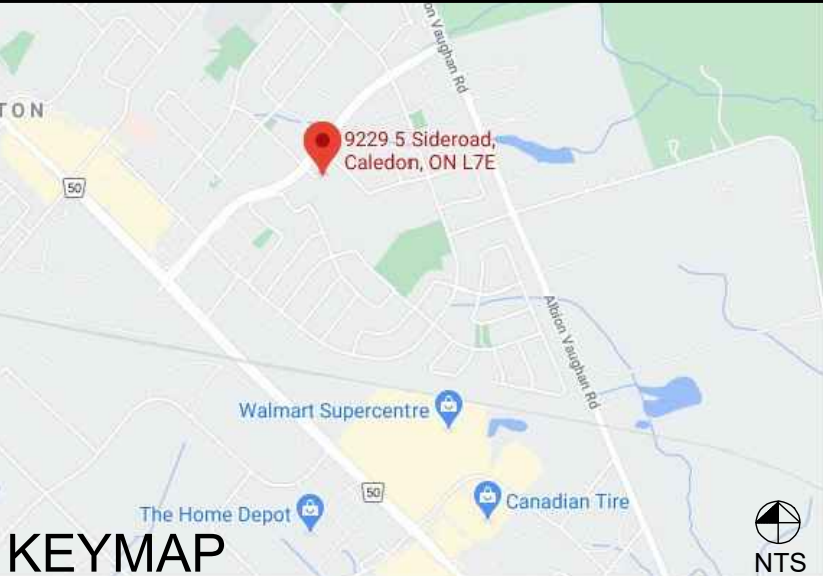 on Vaughan Rd
TON
9229 5 Sideroad,
Caledon, ON L7E
50
Albion Vaughan Rd
Walmart Supercentre
50
Canadian Tire
The Home Depot
KEYMAP
NTS